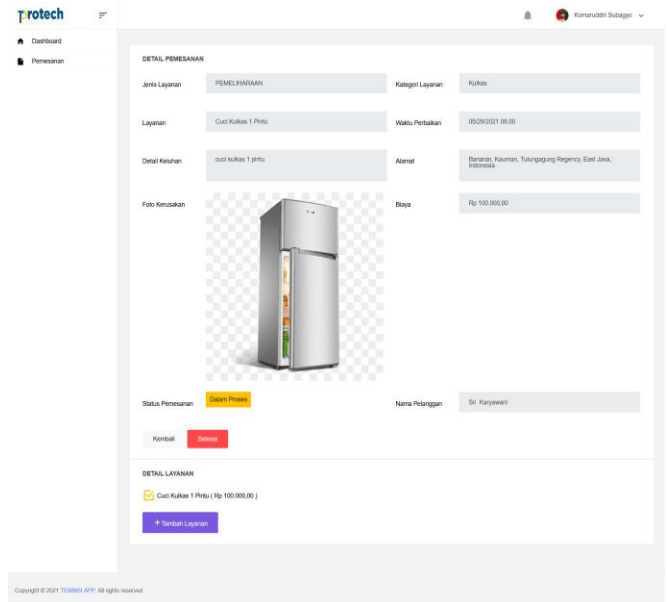 protech
Komaruddin Subagyo
Dashboard
Pemesanan
DETAIL PEMESANAN
Jenis Layanan
PEMELIHARAAN
Kategori Layanan
Kulkas
Layanan
Cuci Kulkas 1 Pintu
Waktu Perbaikan
05/29/2021 08.00
Detail Keluhan
cuci kulkas 1 pintu
Alamat
Banaran, Kauman, Tulungagung Regency, East Java,
Indonesia
Foto Kerusakan
Biaya
Rp 100.000,00
Status Pemesanan
Dalam Proses
Nama Pelanggan
Sri Karyawani
Kembali
Selesai
DETAIL LAYANAN
Cuci Kulkas 1 Pintu ( Rp 100.000,00 )
+ Tambah Layanan
Copyright © 2021 TEKNISI APP. All rights reserved.